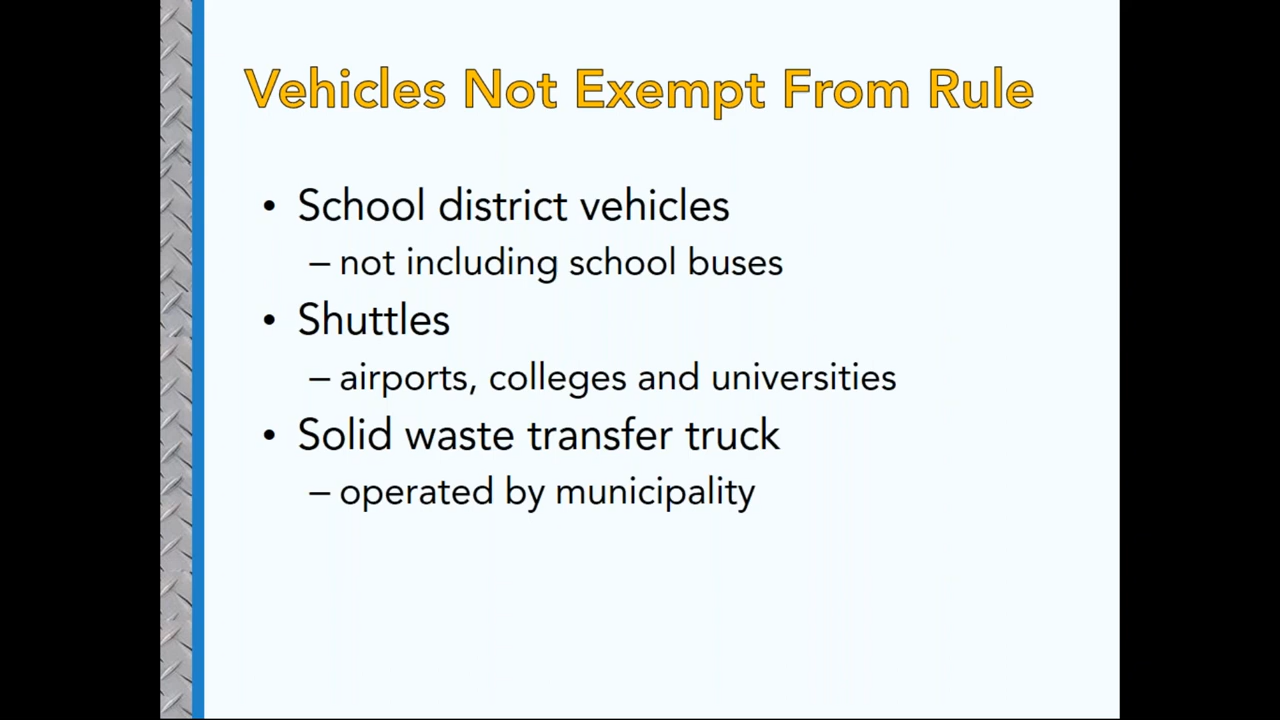 Vehicles Not Exempt From Rule
• School district vehicles
– not including school buses
• Shuttles
– airports, colleges and universities
• Solid waste transfer truck
– operated by municipality